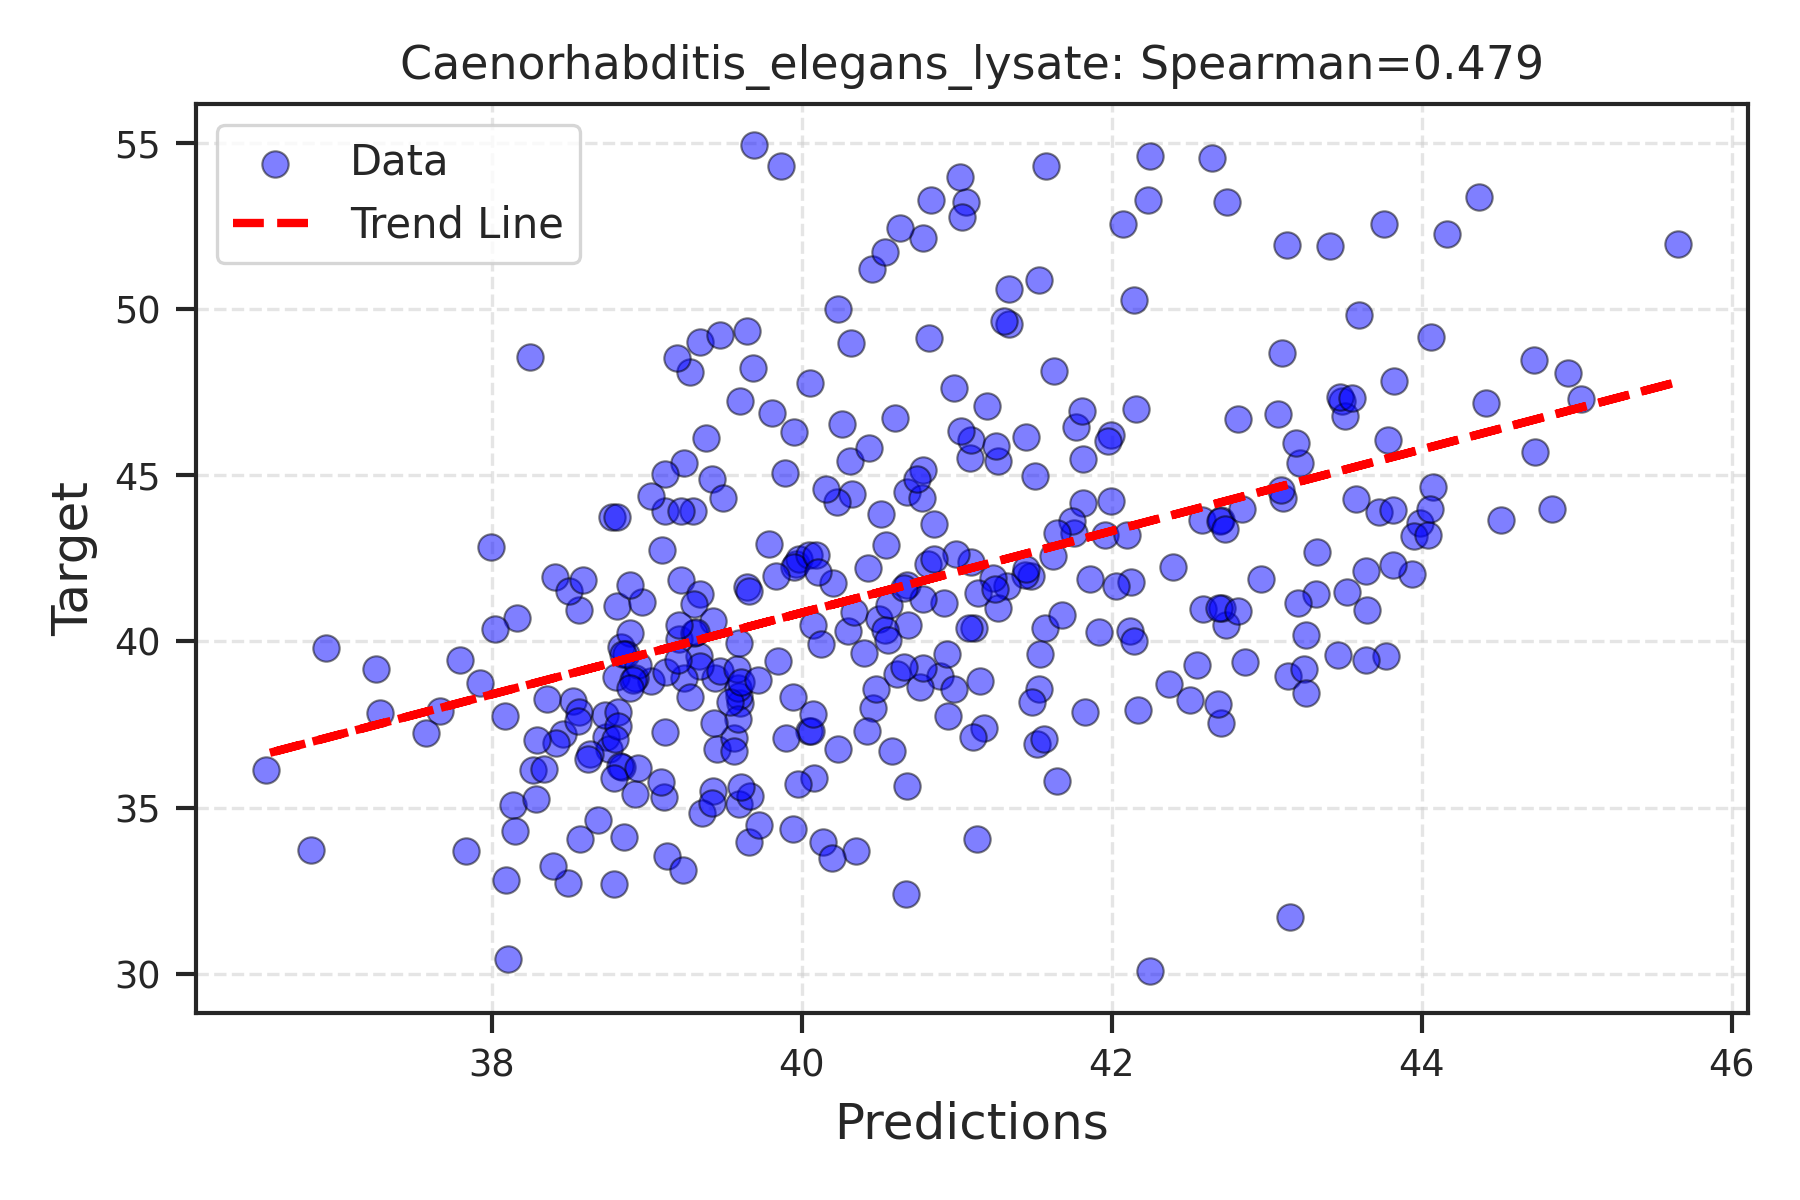 Caenorhabditis_elegans_lysate: Spearman=0.479
Data
Trend Line
55
50
45
40
35
30
Target
38
40
42
44
46
Predictions